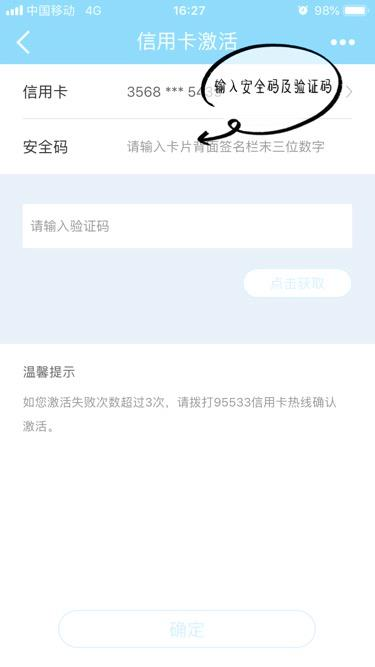 中国移动 4G 16:27 98%
信用卡激活
信用卡 3568 *** 54
输入安全码及验证码
安全码 请输入卡片背面签名栏末三位数字
请输入验证码
点击获取
温馨提示
如您激活失败次数超过3次，请拨打95533信用卡热线确认
激活。
确定